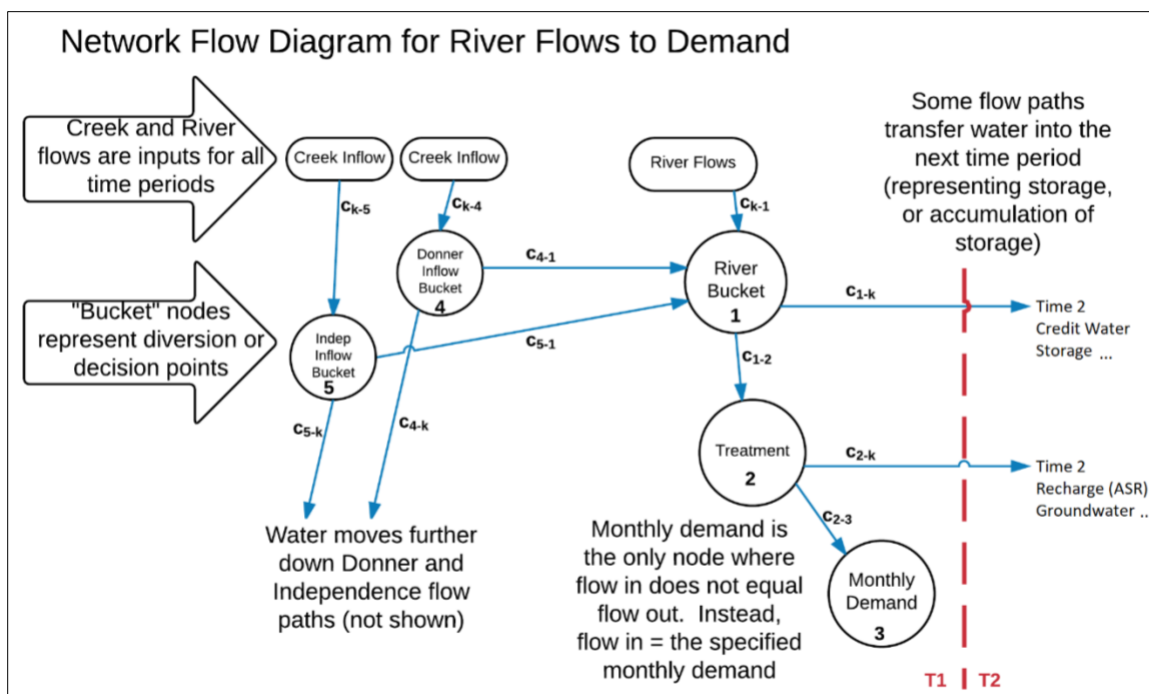 Network Flow Diagram for River Flows to Demand
Creek and River
flows are inputs for all
time periods
Creek Inflow
Creek Inflow
River Flows
Some flow paths
transfer water into the
next time period
(representing storage,
or accumulation of
storage)
ck-5
ck-4
ck-1
"Bucket" nodes
represent diversion or
decision points
Donner
Inflow
Bucket
4
c4-1
River
Bucket
1
c1-k
Time 2
Credit Water
Storage ...
Indep
Inflow
Bucket
5
c5-1
c1-2
c5-k
c4-k
Treatment
2
c2-k
Time 2
Recharge (ASR)
Groundwater ..
c2-3
Water moves further
down Donner and
Independence flow
paths (not shown)
Monthly demand is
the only node where
flow in does not equal
flow out. Instead,
flow in = the specified
monthly demand
Monthly
Demand
3
T1
T2